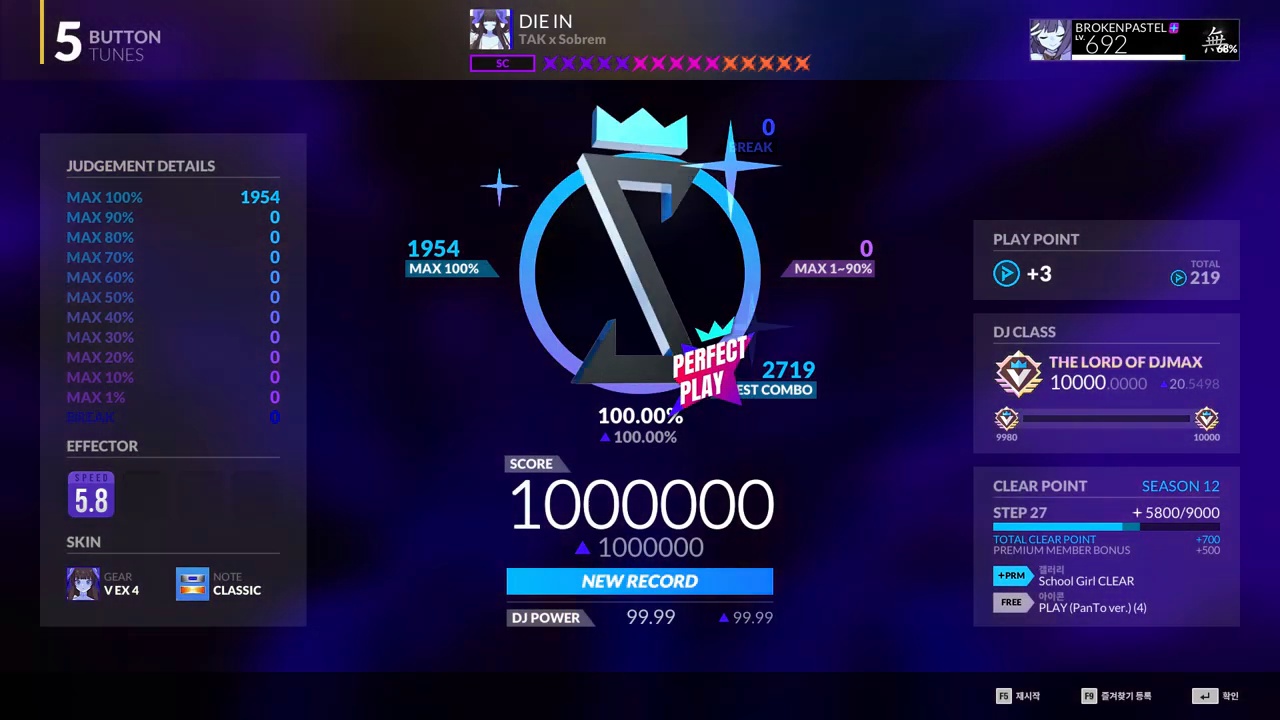 5 BUTTON
TUNES
DIE IN
TAK x Sobrem
SC
BROKENPASTEL
LV. 692
無
68%
JUDGEMENT DETAILS
MAX 100% 1954
MAX 90% 0
MAX 80% 0
MAX 70% 0
MAX 60% 0
MAX 50% 0
MAX 40% 0
MAX 30% 0
MAX 20% 0
MAX 10% 0
MAX 1% 0
BREAK 0
EFFECTOR
SPEED
5.8
SKIN
GEAR
V EX 4
NOTE
CLASSIC
0
BREAK
1954
MAX 100%
0
MAX 1~90%
PERFECT
PLAY
2719
EST COMBO
100.00%
▲ 100.00%
SCORE
1000000
▲ 1000000
NEW RECORD
DJ POWER 99.99 ▲ 99.99
PLAY POINT
+3
TOTAL
219
DJ CLASS
THE LORD OF DJMAX
10000.0000 ▲ 20.5498
9980 10000
CLEAR POINT SEASON 12
STEP 27 + 5800/9000
TOTAL CLEAR POINT +700
PREMIUM MEMBER BONUS +500
+PRM 갤러리
School Girl CLEAR
FREE 아이콘
PLAY (PanTo ver.) (4)
F5 재시작 F9 즐겨찾기 등록 ↵ 확인